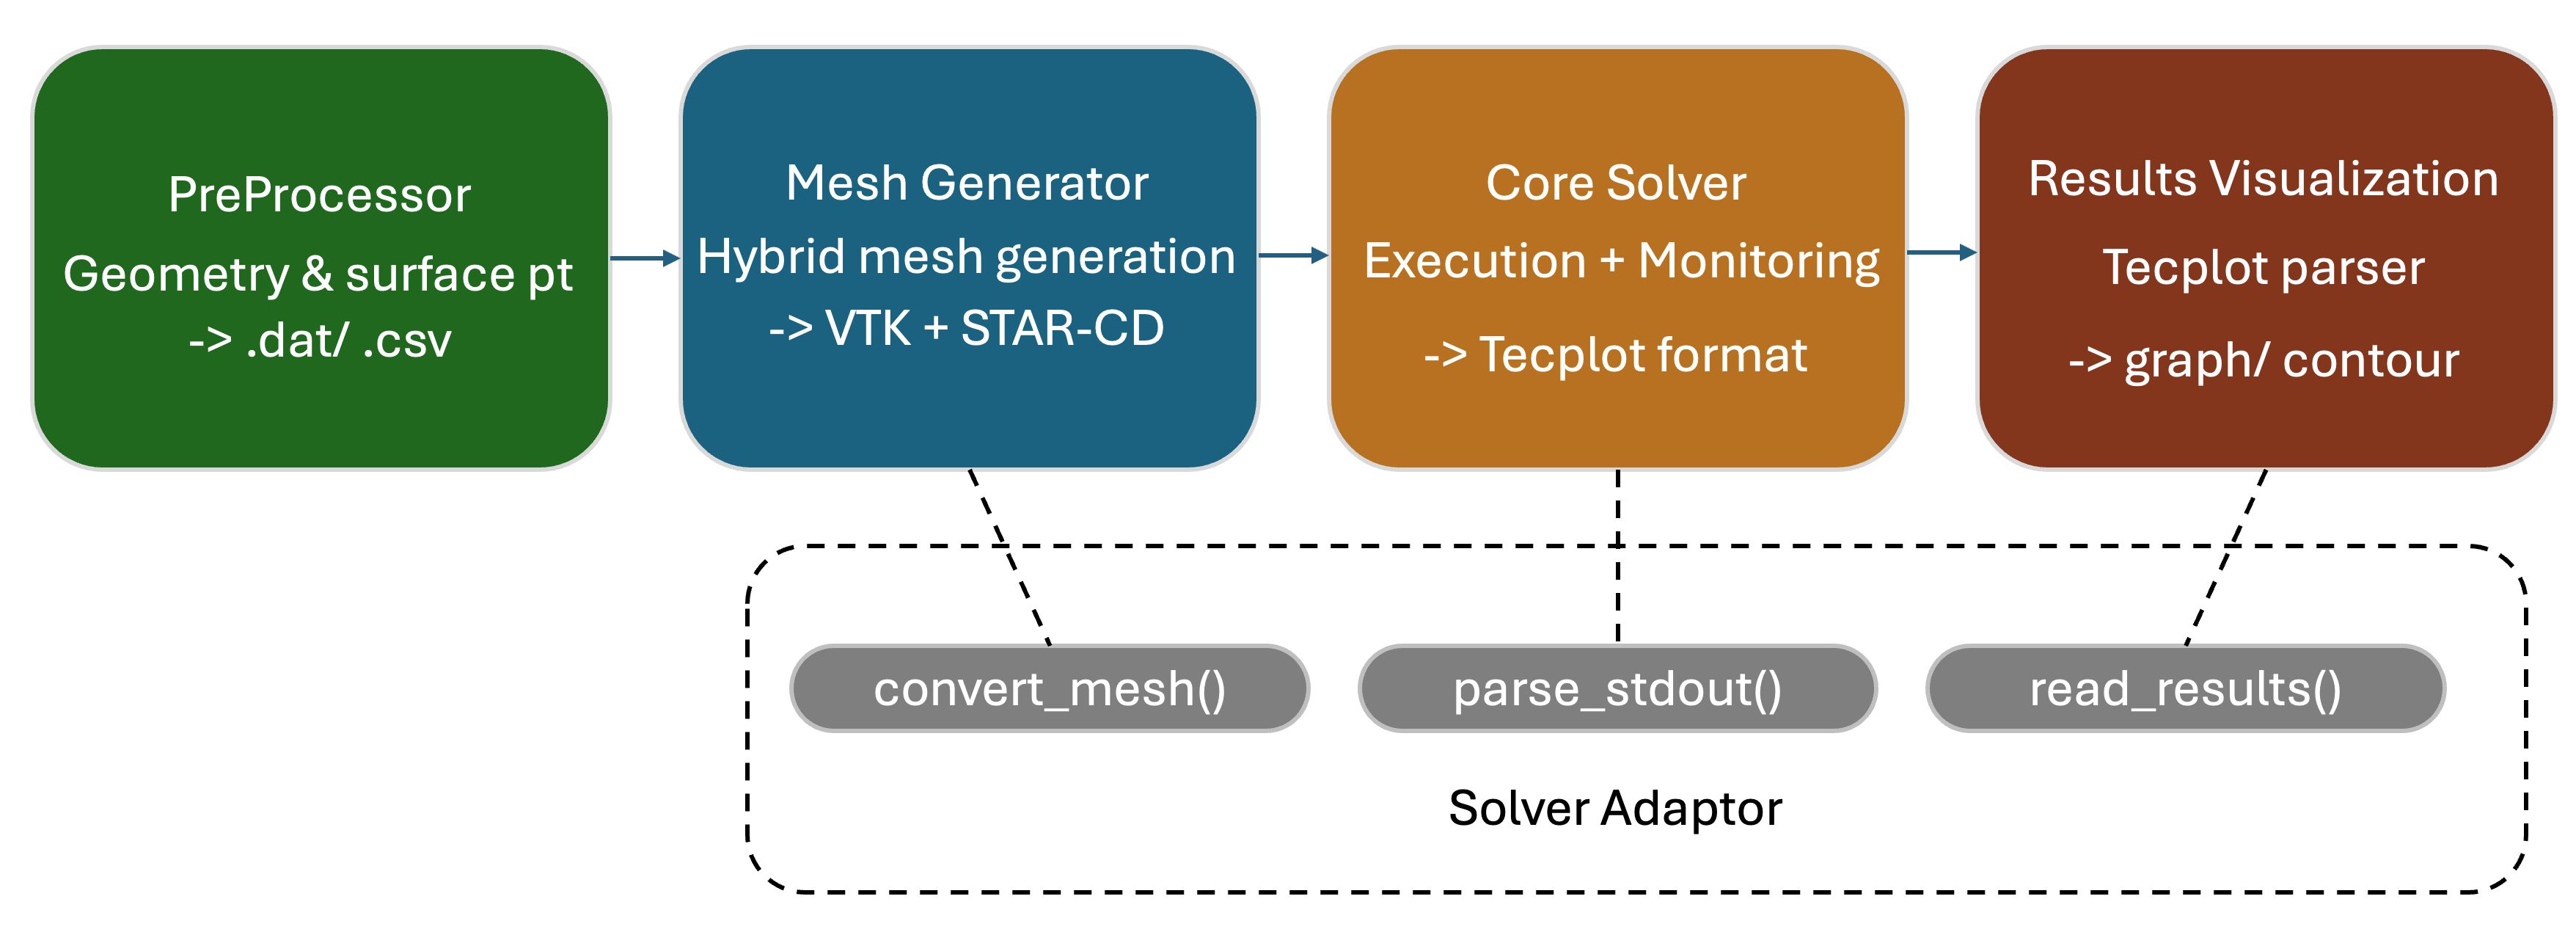 PreProcessor
Geometry & surface pt
-> .dat/ .csv
Mesh Generator
Hybrid mesh generation
-> VTK + STAR-CD
Core Solver
Execution + Monitoring
-> Tecplot format
Results Visualization
Tecplot parser
-> graph/ contour
convert_mesh()
parse_stdout()
read_results()
Solver Adaptor